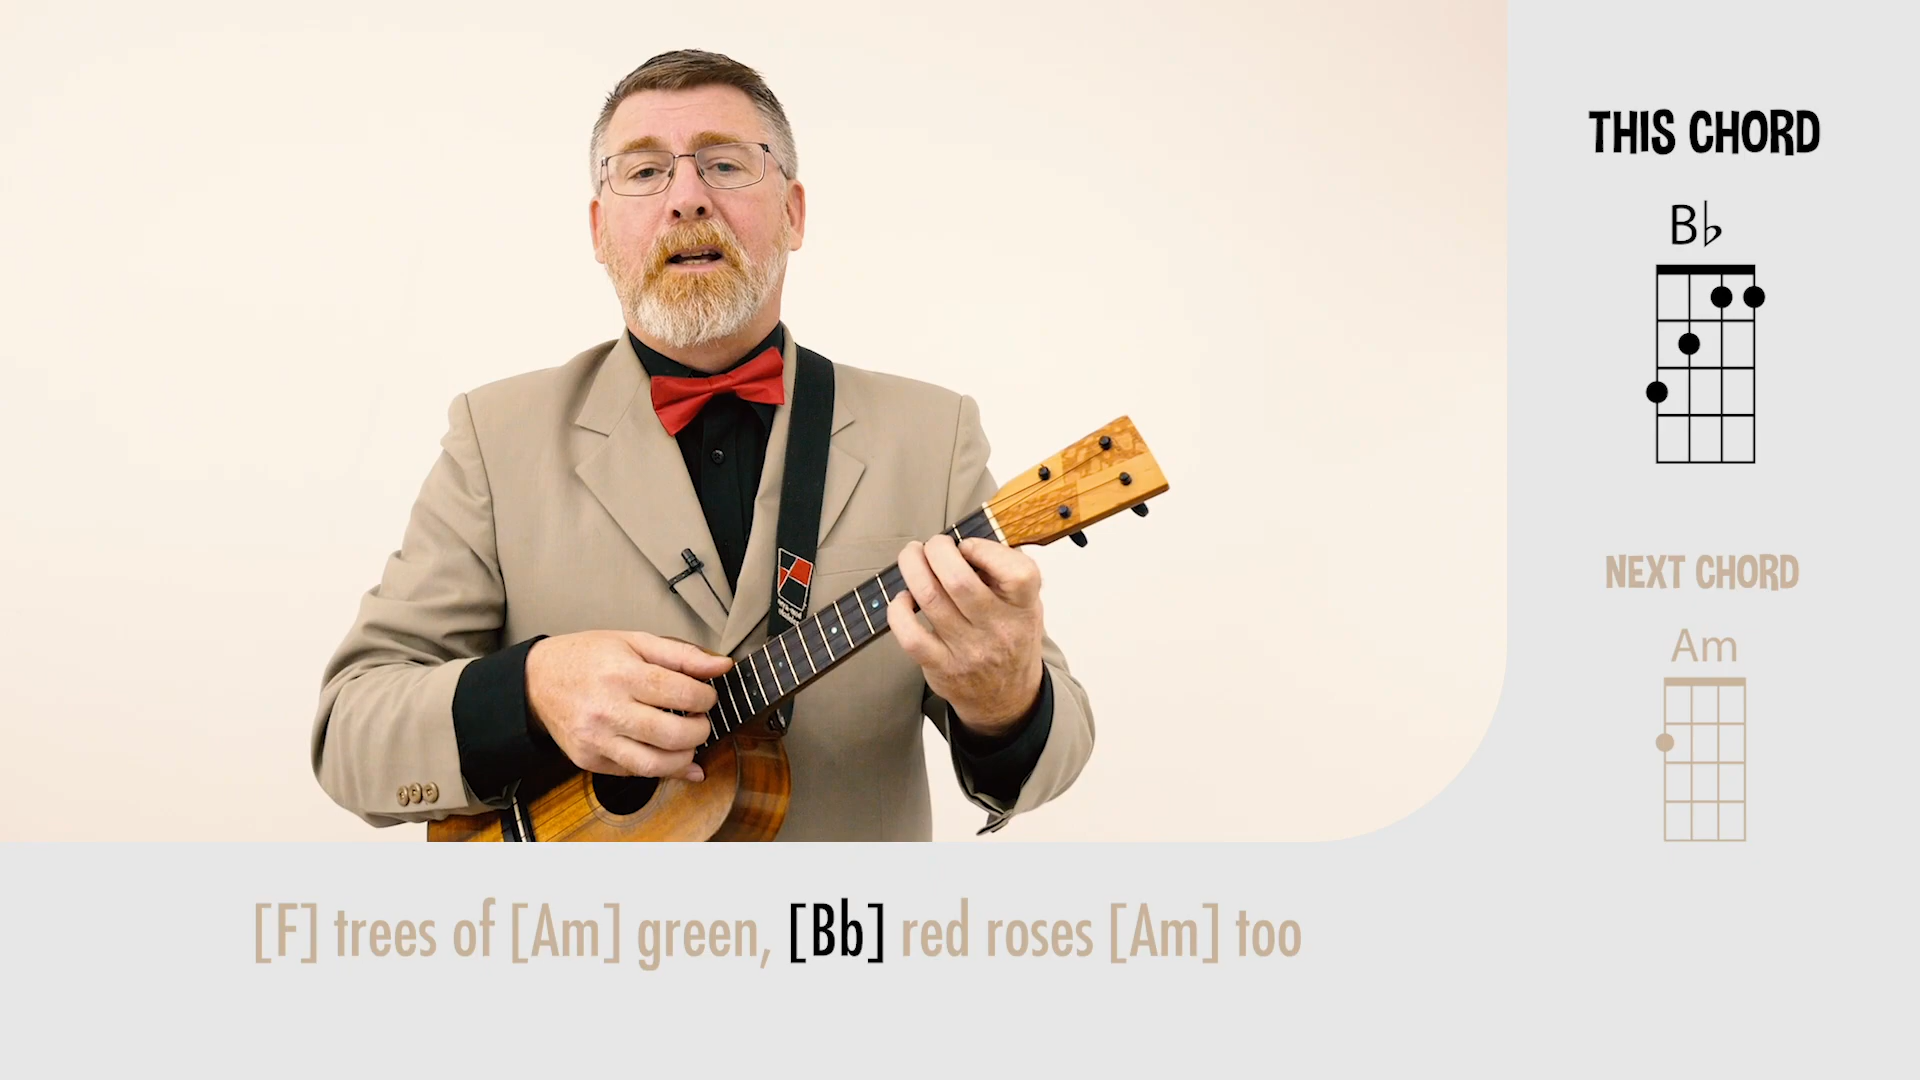 THIS CHORD
B♭
NEXT CHORD
Am
[F] trees of [Am] green, [Bb] red roses [Am] too